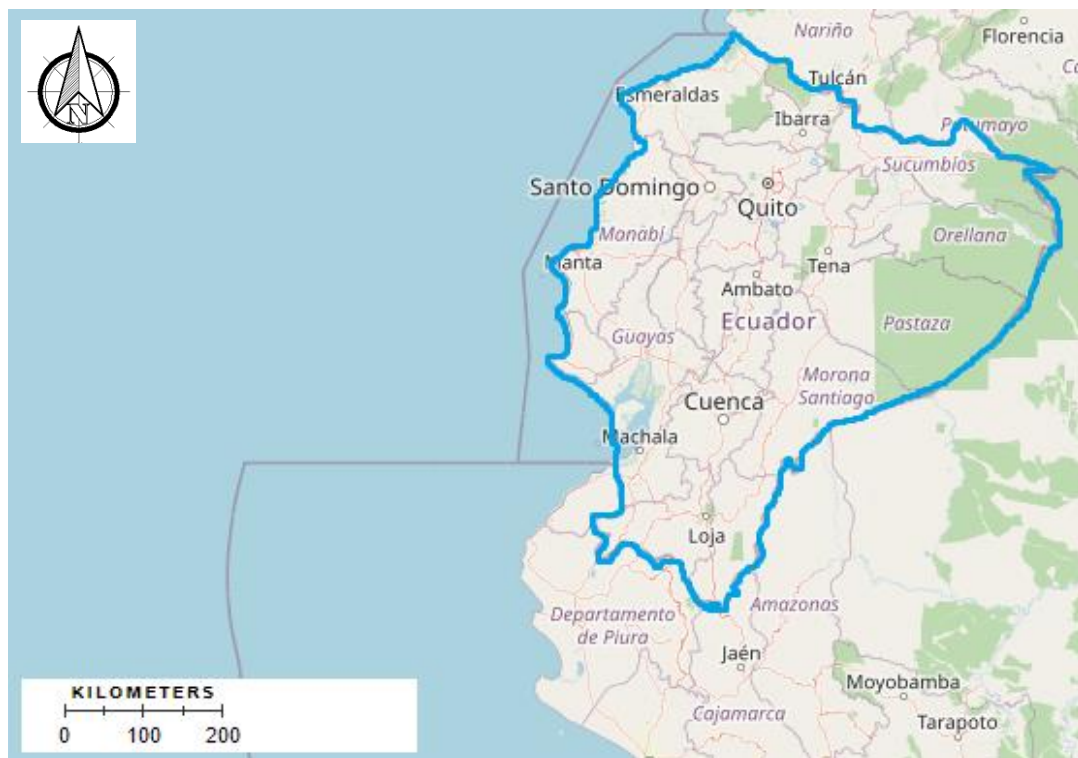 N
Nariño
Florencia
Tulcán
Esmeraldas
Ibarra
Putumayo
Sucumbíos
Santo Domingo
Quito
Manabí
Orellana
Manta
Tena
Ambato
Ecuador
Pastaza
Guayas
Morona
Santiago
Cuenca
Machala
Loja
Amazonas
Departamento
de Piura
Jaén
Moyobamba
Cajamarca
Tarapoto
KILOMETERS
0 100 200